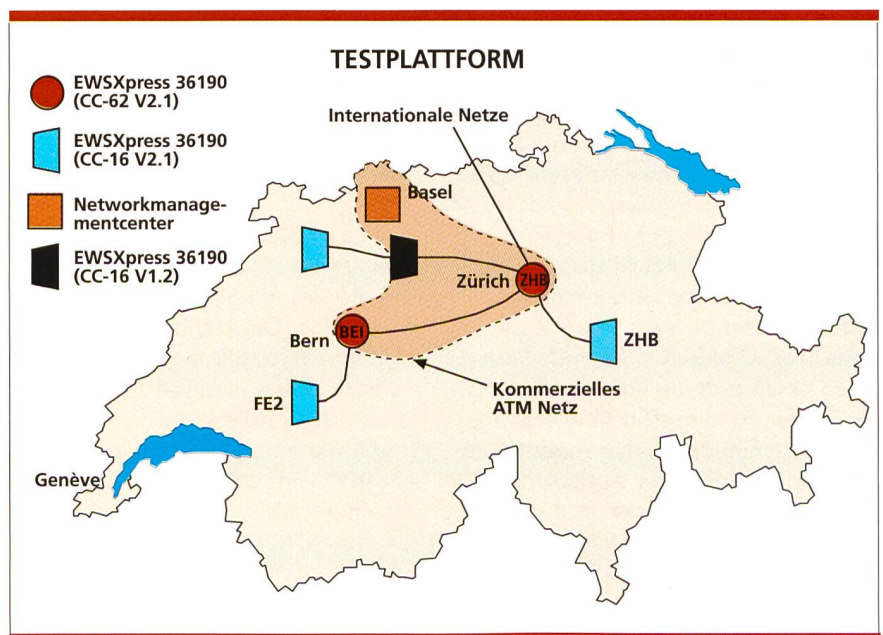 TESTPLATTFORM
EWSXpress 36190
(CC-62 V2.1)
EWSXpress 36190
(CC-16 V2.1)
Networkmanage-
mentcenter
EWSXpress 36190
(CC-16 V1.2)
Internationale Netze
Basel
Zürich
ZHB
Bern
BEI
ZHB
FE2
Kommerzielles
ATM Netz
Genève